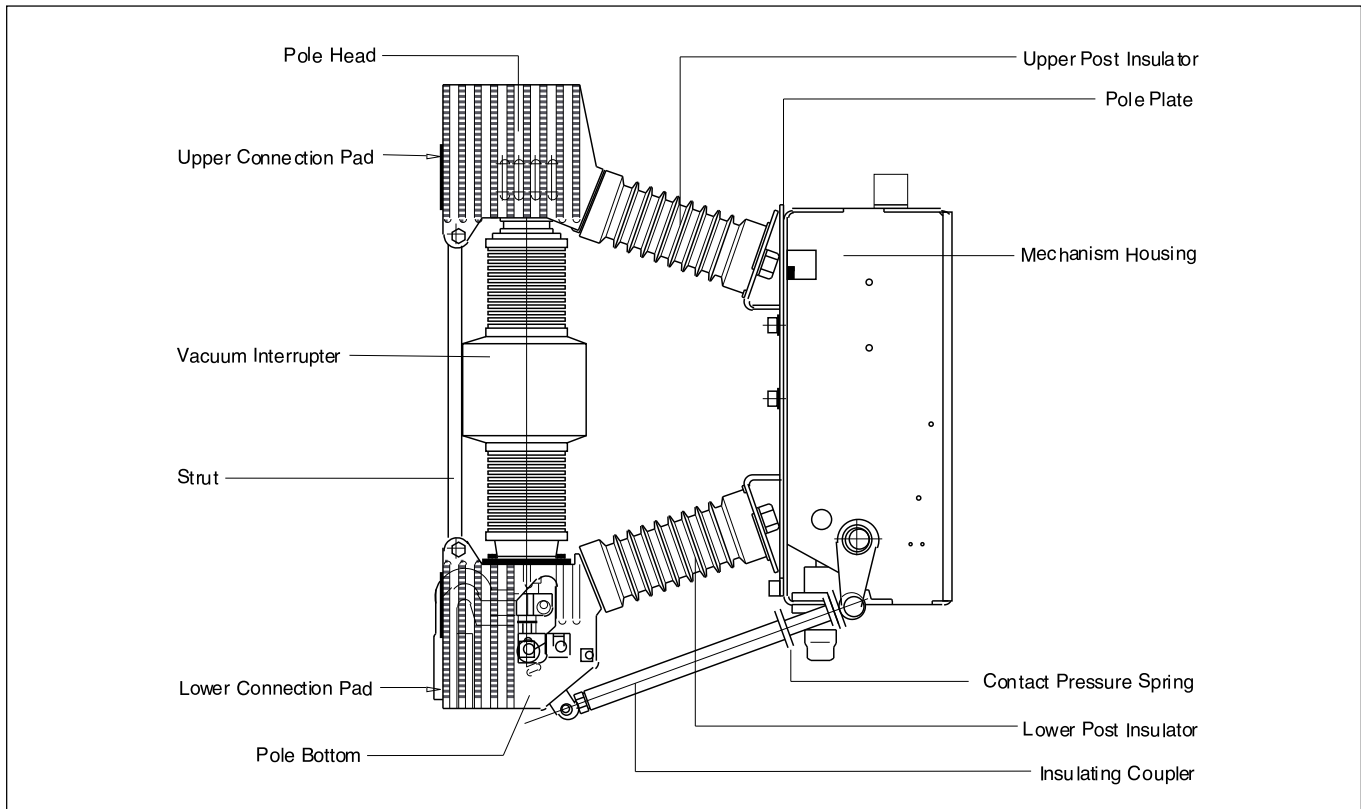 Pole Head
Upper Post Insulator
Pole Plate
Upper Connection Pad
Mechanism Housing
Vacuum Interrupter
Strut
Lower Connection Pad
Contact Pressure Spring
Lower Post Insulator
Pole Bottom
Insulating Coupler